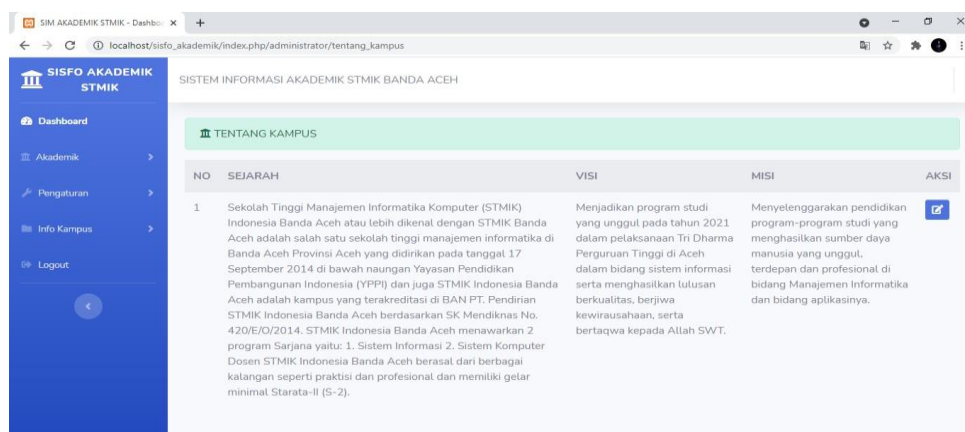 SIM AKADEMIK STMIK - Dashbo
localhost/sisfo_akademik/index.php/administrator/tentang_kampus
SISFO AKADEMIK
STMIK
SISTEM INFORMASI AKADEMIK STMIK BANDA ACEH
Dashboard
Akademik
Pengaturan
Info Kampus
Logout
TENTANG KAMPUS
NO SEJARAH VISI MISI AKSI
1
Sekolah Tinggi Manajemen Informatika Komputer (STMIK)
Indonesia Banda Aceh atau lebih dikenal dengan STMIK Banda
Aceh adalah salah satu sekolah tinggi manajemen informatika di
Banda Aceh Provinsi Aceh yang didirikan pada tanggal 17
September 2014 di bawah naungan Yayasan Pendidikan
Pembangunan Indonesia (YPPI) dan juga STMIK Indonesia Banda
Aceh adalah kampus yang terakreditasi di BAN PT. Pendirian
STMIK Indonesia Banda Aceh berdasarkan SK Mendiknas No.
420/E/O/2014. STMIK Indonesia Banda Aceh menawarkan 2
program Sarjana yaitu: 1. Sistem Informasi 2. Sistem Komputer
Dosen STMIK Indonesia Banda Aceh berasal dari berbagai
kalangan seperti praktisi dan profesional dan memiliki gelar
minimal Starata-II (S-2).
Menjadikan program studi
yang unggul pada tahun 2021
dalam pelaksanaan Tri Dharma
Perguruan Tinggi di Aceh
dalam bidang sistem informasi
serta menghasilkan lulusan
berkualitas, berjiwa
kewirausahaan, serta
bertaqwa kepada Allah SWT.
Menyelenggarakan pendidikan
program-program studi yang
menghasilkan sumber daya
manusia yang unggul,
terdepan dan profesional di
bidang Manajemen Informatika
dan bidang aplikasinya.